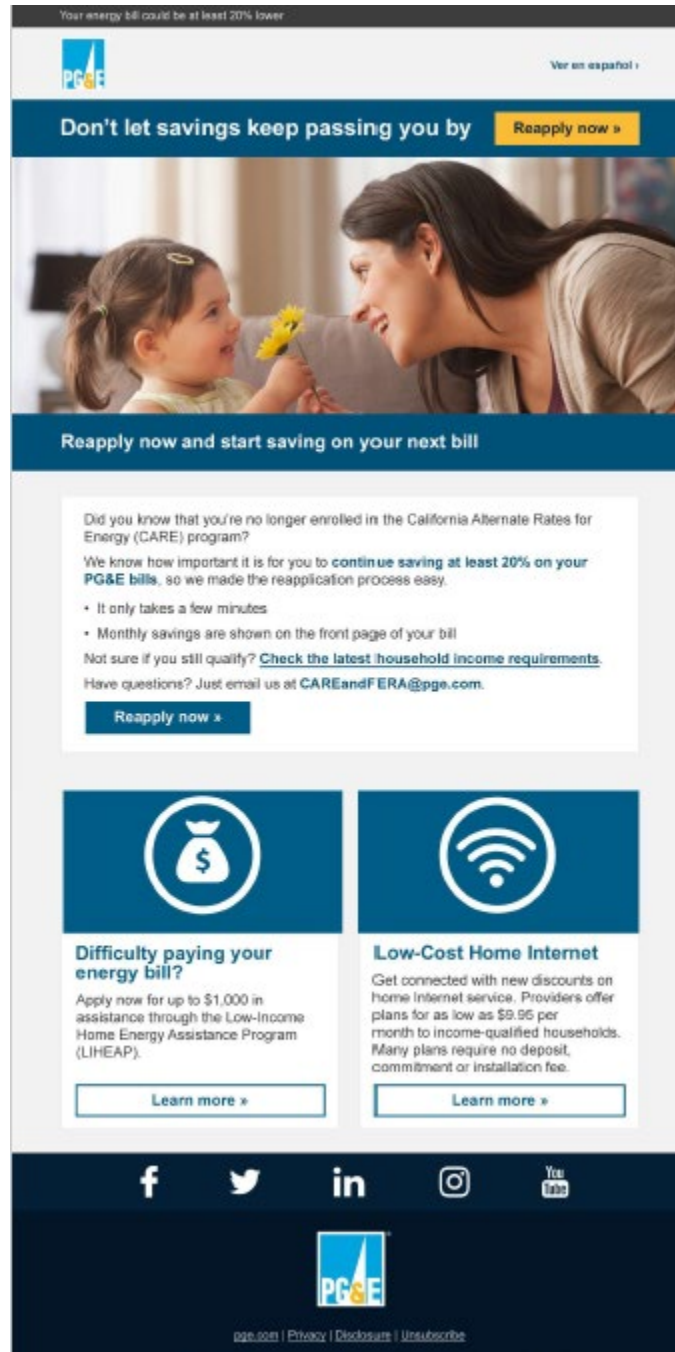 Your energy bill could be at least 20% lower
PG&E
Ver en español ›
Don't let savings keep passing you by
Reapply now »
Reapply now and start saving on your next bill
Did you know that you're no longer enrolled in the California Alternate Rates for
Energy (CARE) program?
We know how important it is for you to continue saving at least 20% on your
PG&E bills, so we made the reapplication process easy.
• It only takes a few minutes
• Monthly savings are shown on the front page of your bill
Not sure if you still qualify? Check the latest household income requirements.
Have questions? Just email us at CAREandFERA@pge.com.
Reapply now »
$
Difficulty paying your
energy bill?
Apply now for up to $1,000 in
assistance through the Low-Income
Home Energy Assistance Program
(LIHEAP).
Learn more »
Low-Cost Home Internet
Get connected with new discounts on
home Internet service. Providers offer
plans for as low as $9.95 per
month to income-qualified households.
Many plans require no deposit,
commitment or installation fee.
Learn more »
f
in
You
Tube
PG&E
pge.com | Privacy | Disclosure | Unsubscribe